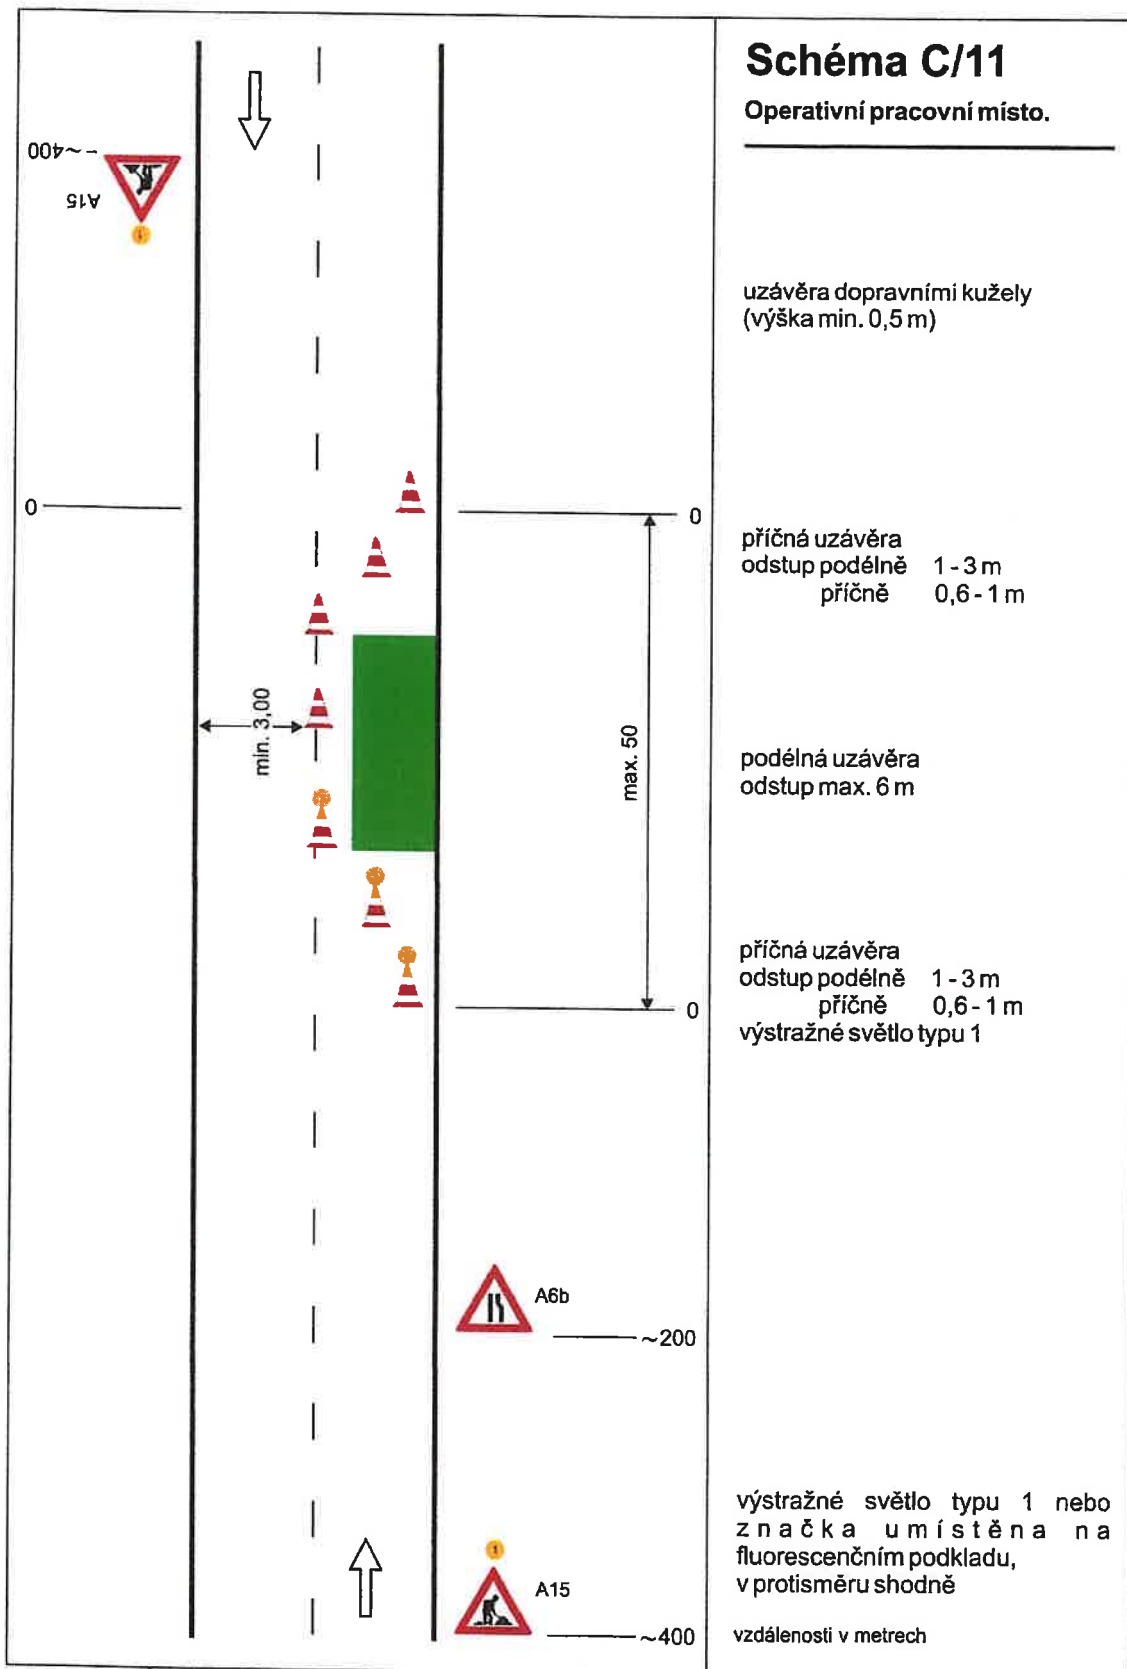 Schéma C/11
Operativní pracovní místo.
~400
A15
1
uzávěra dopravními kužely
(výška min. 0,5 m)
0
0
příčná uzávěra
odstup podélně 1 - 3 m
příčně 0,6 - 1 m
min. 3,00
max. 50
podélná uzávěra
odstup max. 6 m
příčná uzávěra
odstup podélně 1 - 3 m
příčně 0,6 - 1 m
výstražné světlo typu 1
0
A6b
~200
výstražné světlo typu 1 nebo
značka umístěna na
fluorescenčním podkladu,
v protisměru shodně
1
A15
~400
vzdálenosti v metrech